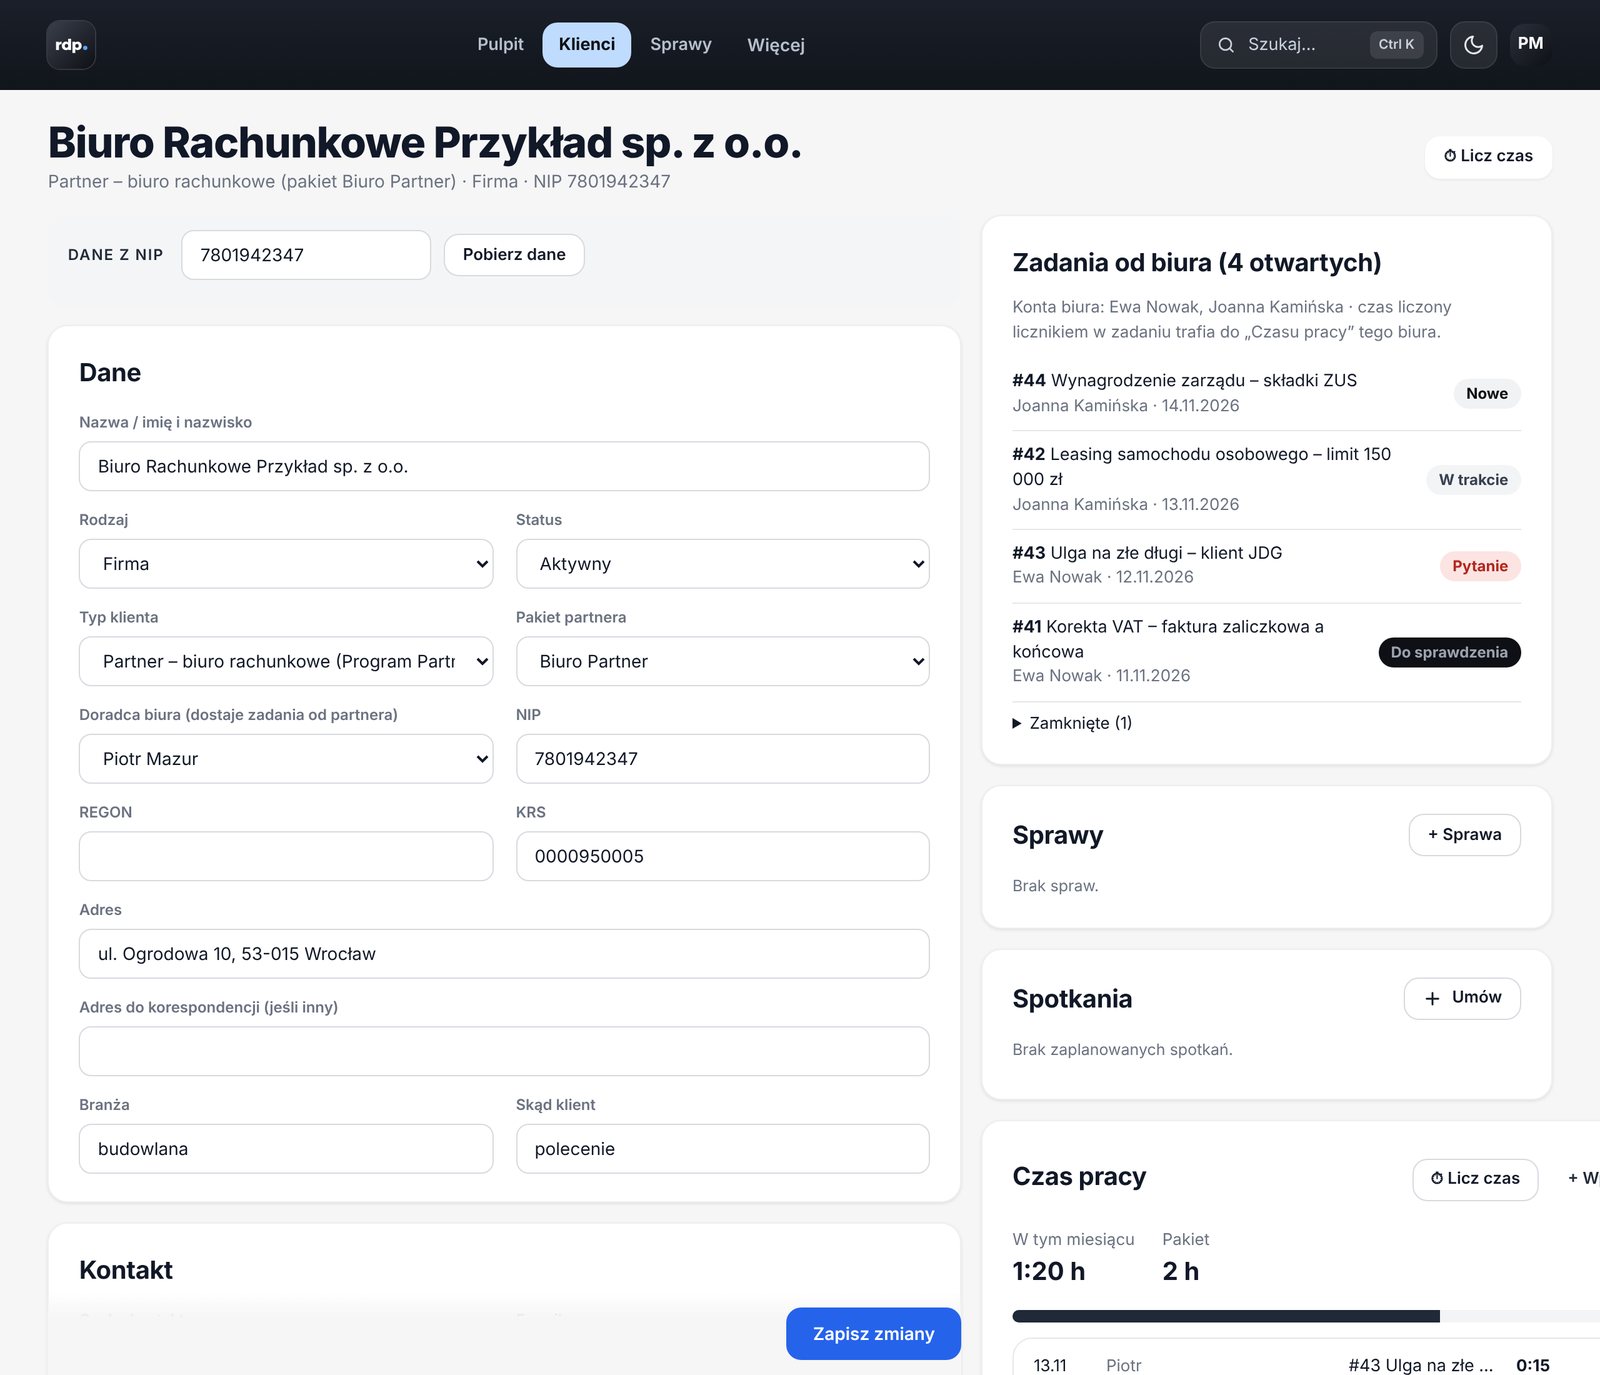 rdp.
Pulpit
Klienci
Sprawy
Więcej
Szukaj...
Ctrl K
PM
Biuro Rachunkowe Przykład sp. z o.o.
Partner – biuro rachunkowe (pakiet Biuro Partner) · Firma · NIP 7801942347
Licz czas
DANE Z NIP
7801942347
Pobierz dane
Dane
Nazwa / imię i nazwisko
Biuro Rachunkowe Przykład sp. z o.o.
Rodzaj
Status
Firma
Aktywny
Typ klienta
Pakiet partnera
Partner – biuro rachunkowe (Program Partr
Biuro Partner
Doradca biura (dostaje zadania od partnera)
NIP
Piotr Mazur
7801942347
REGON
KRS
0000950005
Adres
ul. Ogrodowa 10, 53-015 Wrocław
Adres do korespondencji (jeśli inny)
Branża
Skąd klient
budowlana
polecenie
Kontakt
Zapisz zmiany
Zadania od biura (4 otwartych)
Konta biura: Ewa Nowak, Joanna Kamińska · czas liczony
licznikiem w zadaniu trafia do „Czasu pracy” tego biura.
#44 Wynagrodzenie zarządu – składki ZUS
Joanna Kamińska · 14.11.2026
Nowe
#42 Leasing samochodu osobowego – limit 150
000 zł
Joanna Kamińska · 13.11.2026
W trakcie
#43 Ulga na złe długi – klient JDG
Ewa Nowak · 12.11.2026
Pytanie
#41 Korekta VAT – faktura zaliczkowa a
końcowa
Ewa Nowak · 11.11.2026
Do sprawdzenia
Zamknięte (1)
Sprawy
+ Sprawa
Brak spraw.
Spotkania
+ Umów
Brak zaplanowanych spotkań.
Czas pracy
Licz czas
W tym miesiącu
Pakiet
1:20 h
2 h
13.11
Piotr
#43 Ulga na złe ...
0:15